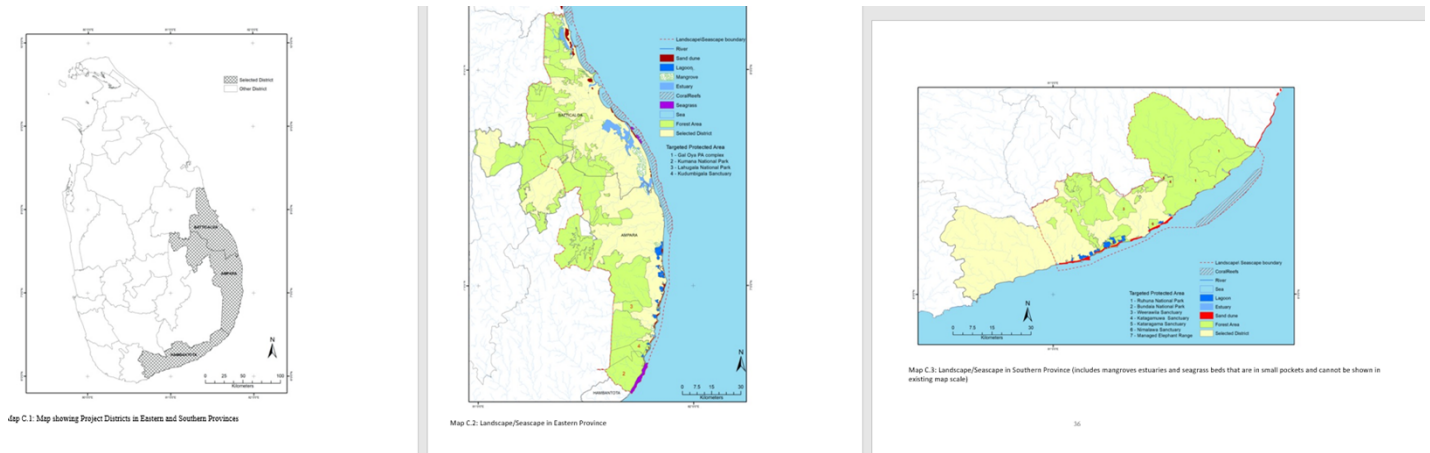 Selected District
Other District
BATTICALOA
AMPARA
HAMBANTOTA
N
0 25 50 100
Kilometers
Map C.1: Map showing Project Districts in Eastern and Southern Provinces
Landscape/Seascape boundary
River
Sand dune
Lagoon
Mangrove
Estuary
CoralReefs
Seagrass
Sea
Forest Area
Selected District
Targeted Protected Area
1 - Gal Oya PA complex
2 - Kumana National Park
3 - Lahugala National Park
4 - Kudumbigala Sanctuary
BATTICALOA
AMPARA
3
4
2
HAMBANTOTA
N
0 7.5 15 30
Kilometers
Map C.2: Landscape/Seascape in Eastern Province
Landscape/ Seascape boundary
CoralReefs
River
Sea
Lagoon
Estuary
Sand dune
Forest Area
Selected District
Targeted Protected Area
1 - Ruhuna National Park
2 - Bundala National Park
3 - Weerawila Sanctuary
4 - Katagamuwa Sanctuary
5 - Kataragama Sanctuary
6 - Nimalawa Sanctuary
7 - Managed Elephant Range
N
0 7.5 15 30
Kilometers
Map C.3: Landscape/Seascape in Southern Province (includes mangroves estuaries and seagrass beds that are in small pockets and cannot be shown in
existing map scale)
36